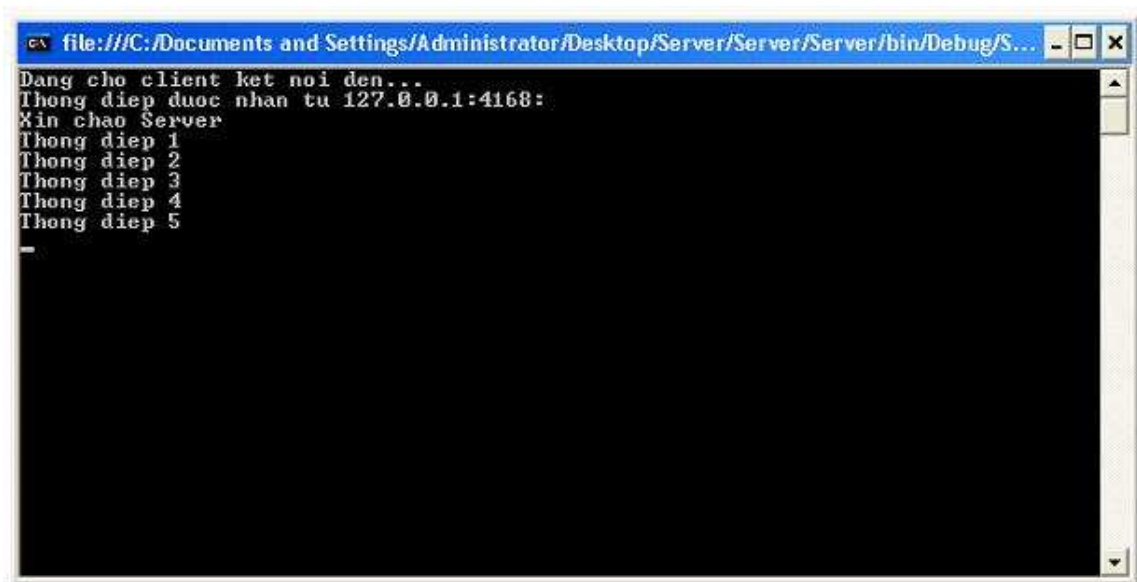 file:///C:/Documents and Settings/Administrator/Desktop/Server/Server/Server/bin/Debug/S...
Dang cho client ket noi den...
Thong diep duoc nhan tu 127.0.0.1:4168:
Xin chao Server
Thong diep 1
Thong diep 2
Thong diep 3
Thong diep 4
Thong diep 5